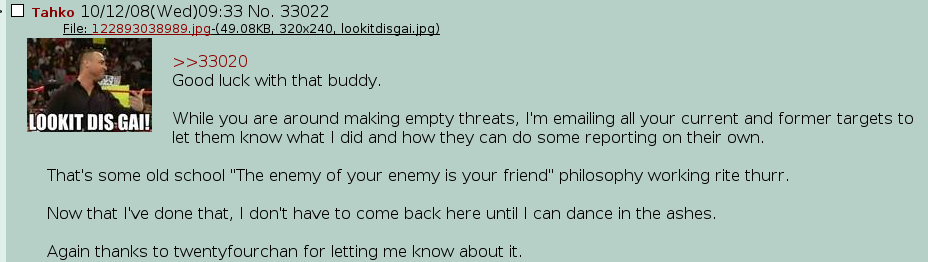 Tahko 10/12/08(Wed)09:33 No. 33022
File: 122893038989.jpg-(49.08KB, 320x240, lookitdisgai.jpg)
LOOKIT DIS GAI!
>>33020
Good luck with that buddy.
While you are around making empty threats, I'm emailing all your current and former targets to
let them know what I did and how they can do some reporting on their own.
That's some old school "The enemy of your enemy is your friend" philosophy working rite thurr.
Now that I've done that, I don't have to come back here until I can dance in the ashes.
Again thanks to twentyfourchan for letting me know about it.